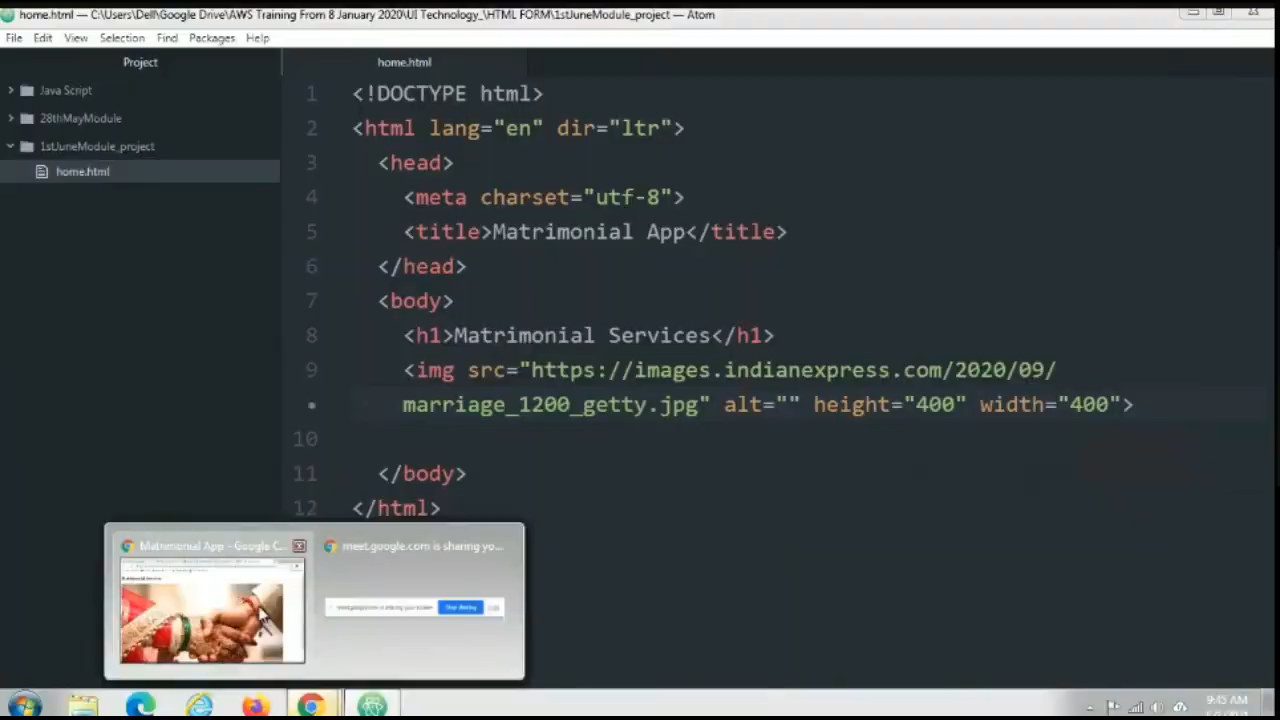 home.html — C:\Users\Dell\Google Drive\AWS Training From 8 January 2020\UI Technology_\HTML FORM\1stJuneModule_project — Atom
File Edit View Selection Find Packages Help
Project
home.html
Java Script
28thMayModule
1stJuneModule_project
home.html
1 <!DOCTYPE html>
2 <html lang="en" dir="ltr">
3 <head>
4 <meta charset="utf-8">
5 <title>Matrimonial App</title>
6 </head>
7 <body>
8 <h1>Matrimonial Services</h1>
9 <img src="https://images.indianexpress.com/2020/09/
• marriage_1200_getty.jpg" alt="" height="400" width="400">
10
11 </body>
12 </html>
Matrimonial App - Google C...
meet.google.com is sharing yo...
Stop sharing
9:45 AM